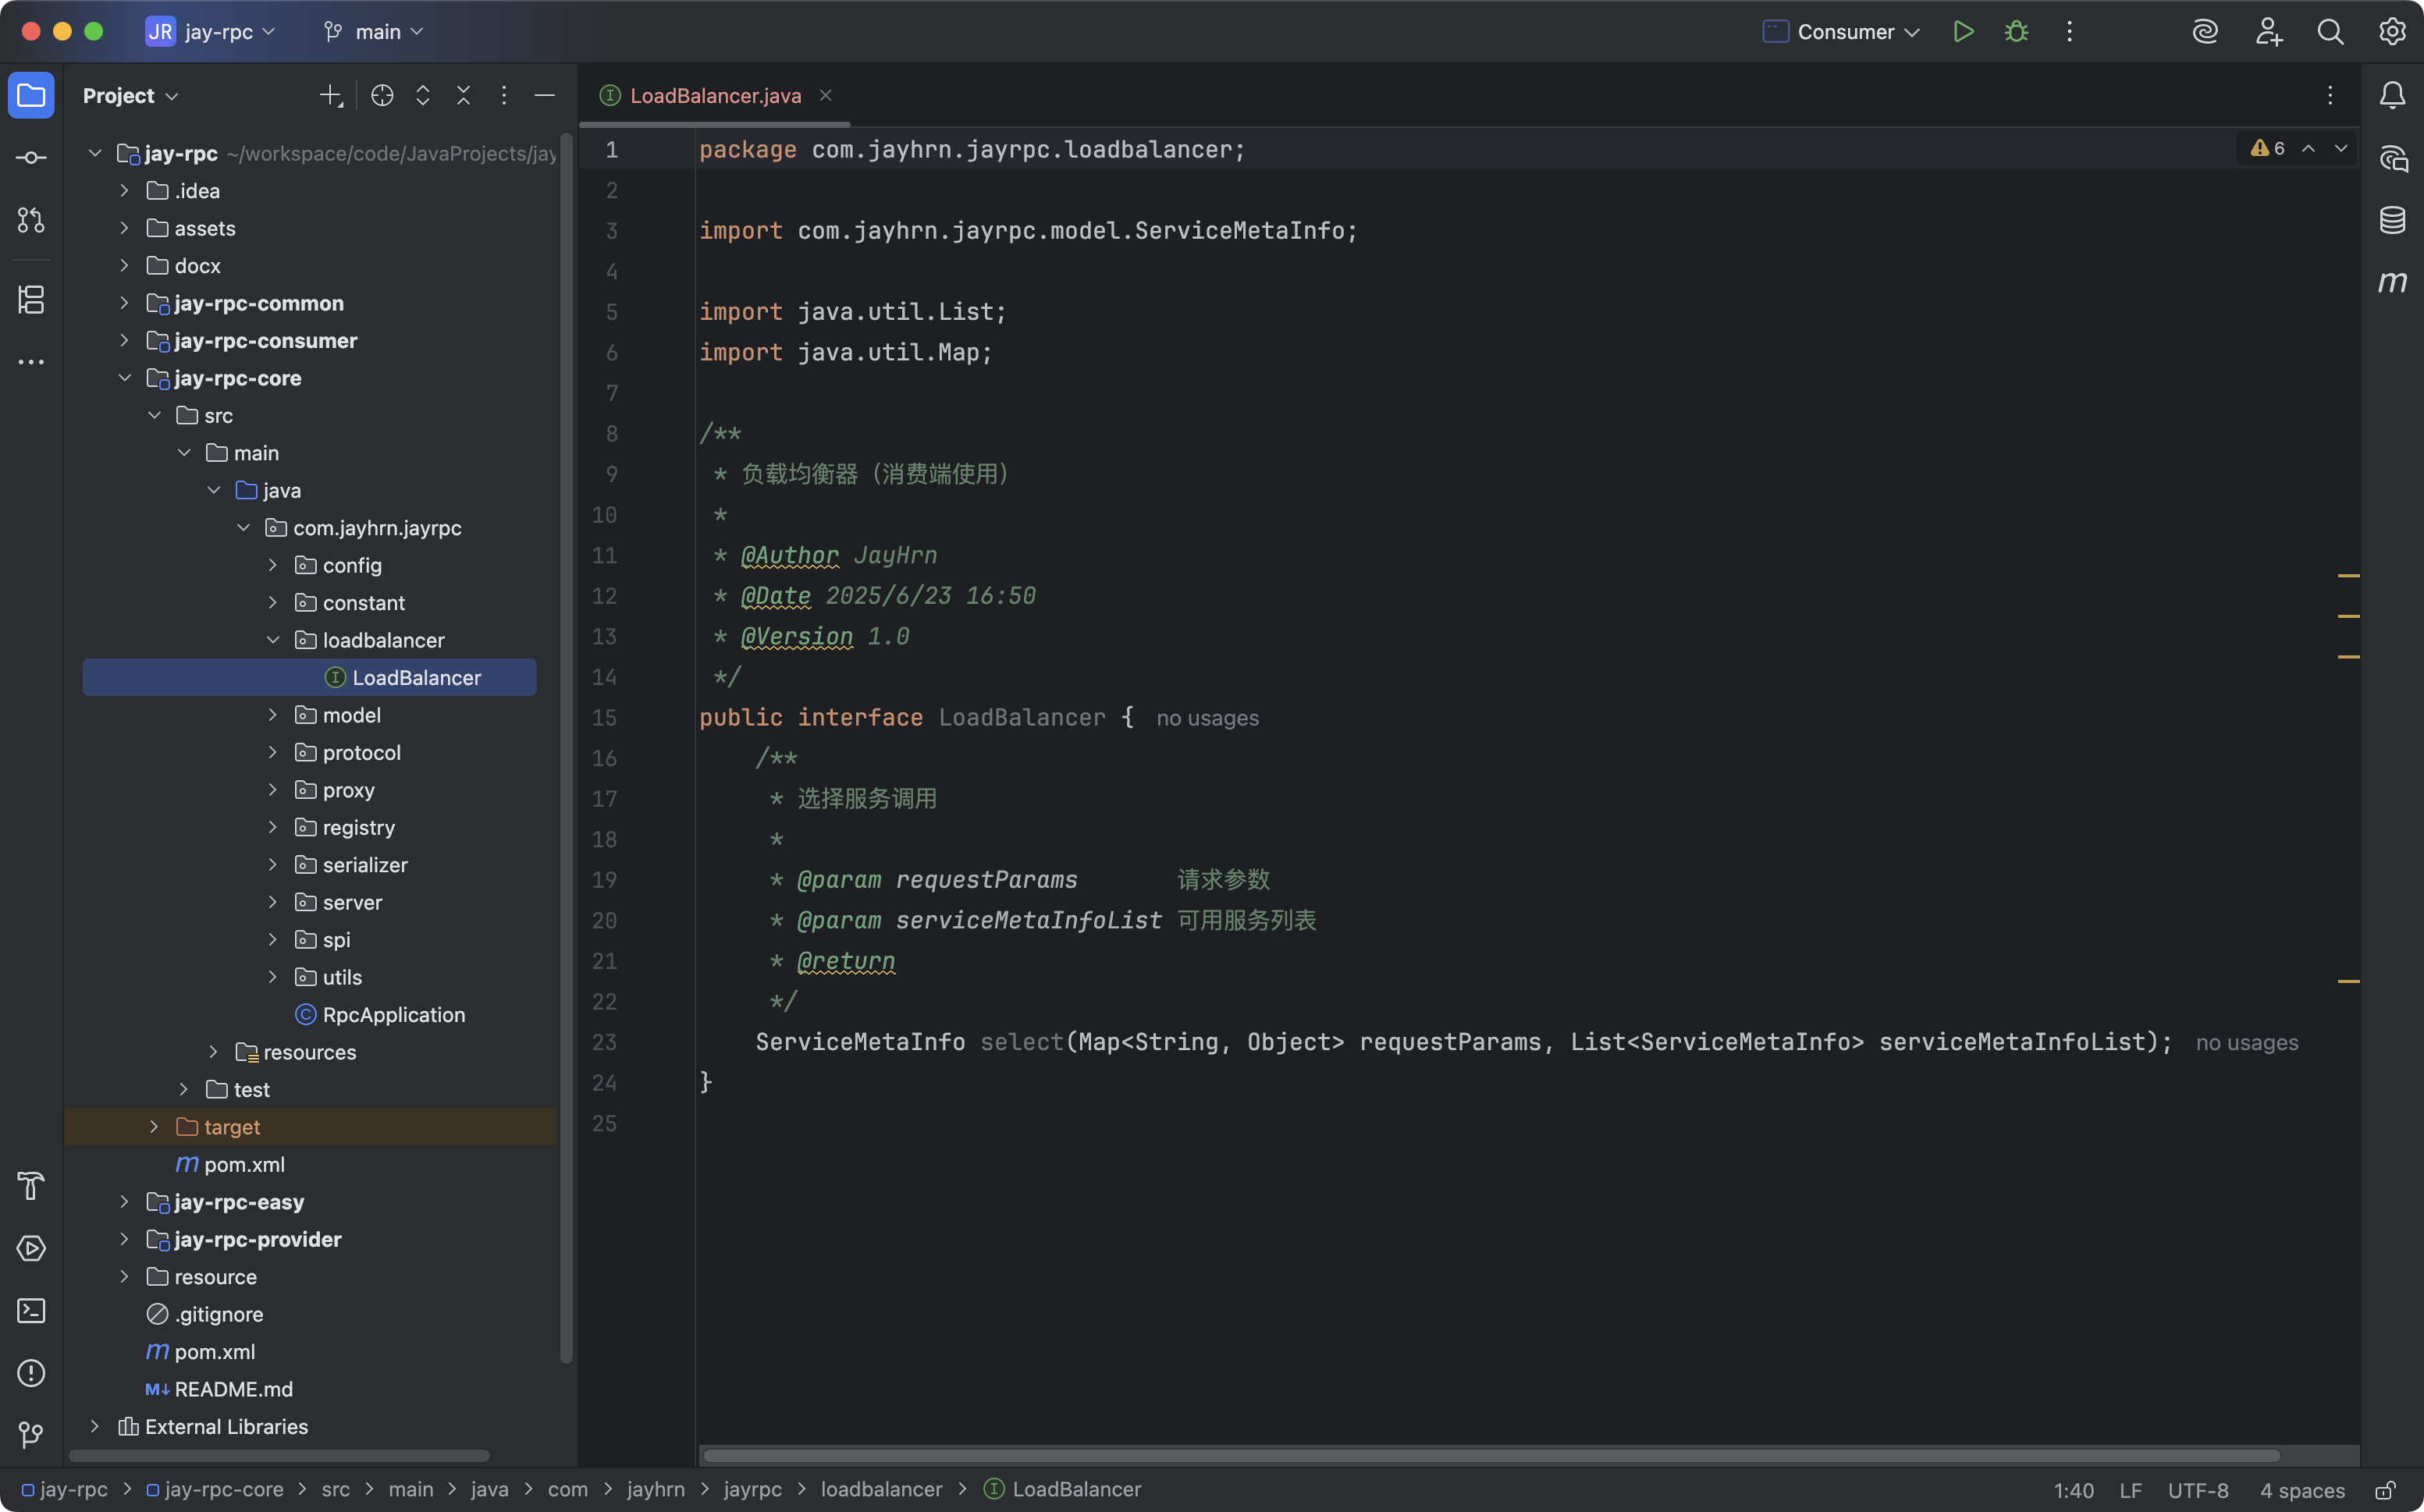 JR jay-rpc main Consumer
Project
LoadBalancer.java
jay-rpc ~/workspace/code/JavaProjects/jay
.idea
assets
docx
jay-rpc-common
jay-rpc-consumer
jay-rpc-core
src
main
java
com.jayhrn.jayrpc
config
constant
loadbalancer
LoadBalancer
model
protocol
proxy
registry
serializer
server
spi
utils
RpcApplication
resources
test
target
pom.xml
jay-rpc-easy
jay-rpc-provider
resource
.gitignore
pom.xml
README.md
External Libraries
6
1 package com.jayhrn.jayrpc.loadbalancer;
2
3 import com.jayhrn.jayrpc.model.ServiceMetaInfo;
4
5 import java.util.List;
6 import java.util.Map;
7
8 /**
9 * 负载均衡器（消费端使用）
10 *
11 * @Author JayHrn
12 * @Date 2025/6/23 16:50
13 * @Version 1.0
14 */
15 public interface LoadBalancer { no usages
16 /**
17 * 选择服务调用
18 *
19 * @param requestParams 请求参数
20 * @param serviceMetaInfoList 可用服务列表
21 * @return
22 */
23 ServiceMetaInfo select(Map<String, Object> requestParams, List<ServiceMetaInfo> serviceMetaInfoList); no usages
24 }
25
jay-rpc > jay-rpc-core > src > main > java > com > jayhrn > jayrpc > loadbalancer > LoadBalancer
1:40 LF UTF-8 4 spaces